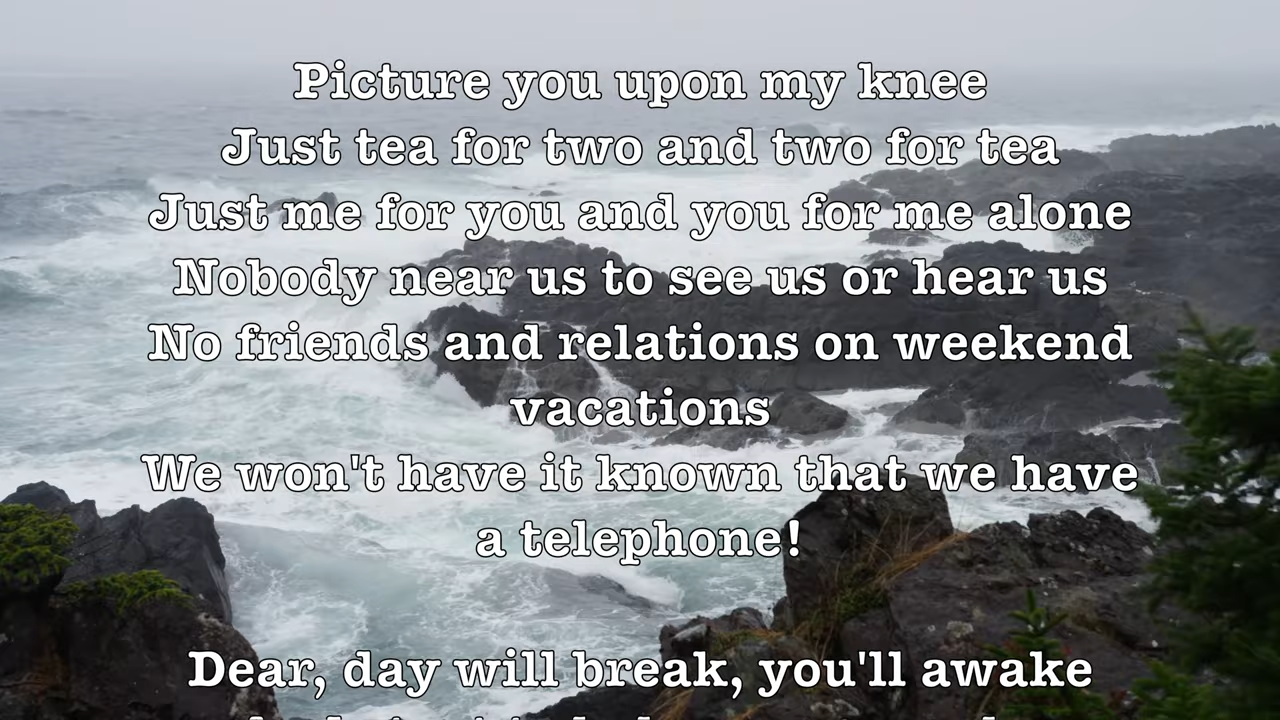 Picture you upon my knee
Just tea for two and two for tea
Just me for you and you for me alone
Nobody near us to see us or hear us
No friends and relations on weekend
vacations
We won't have it known that we have
a telephone!
Dear, day will break, you'll awake